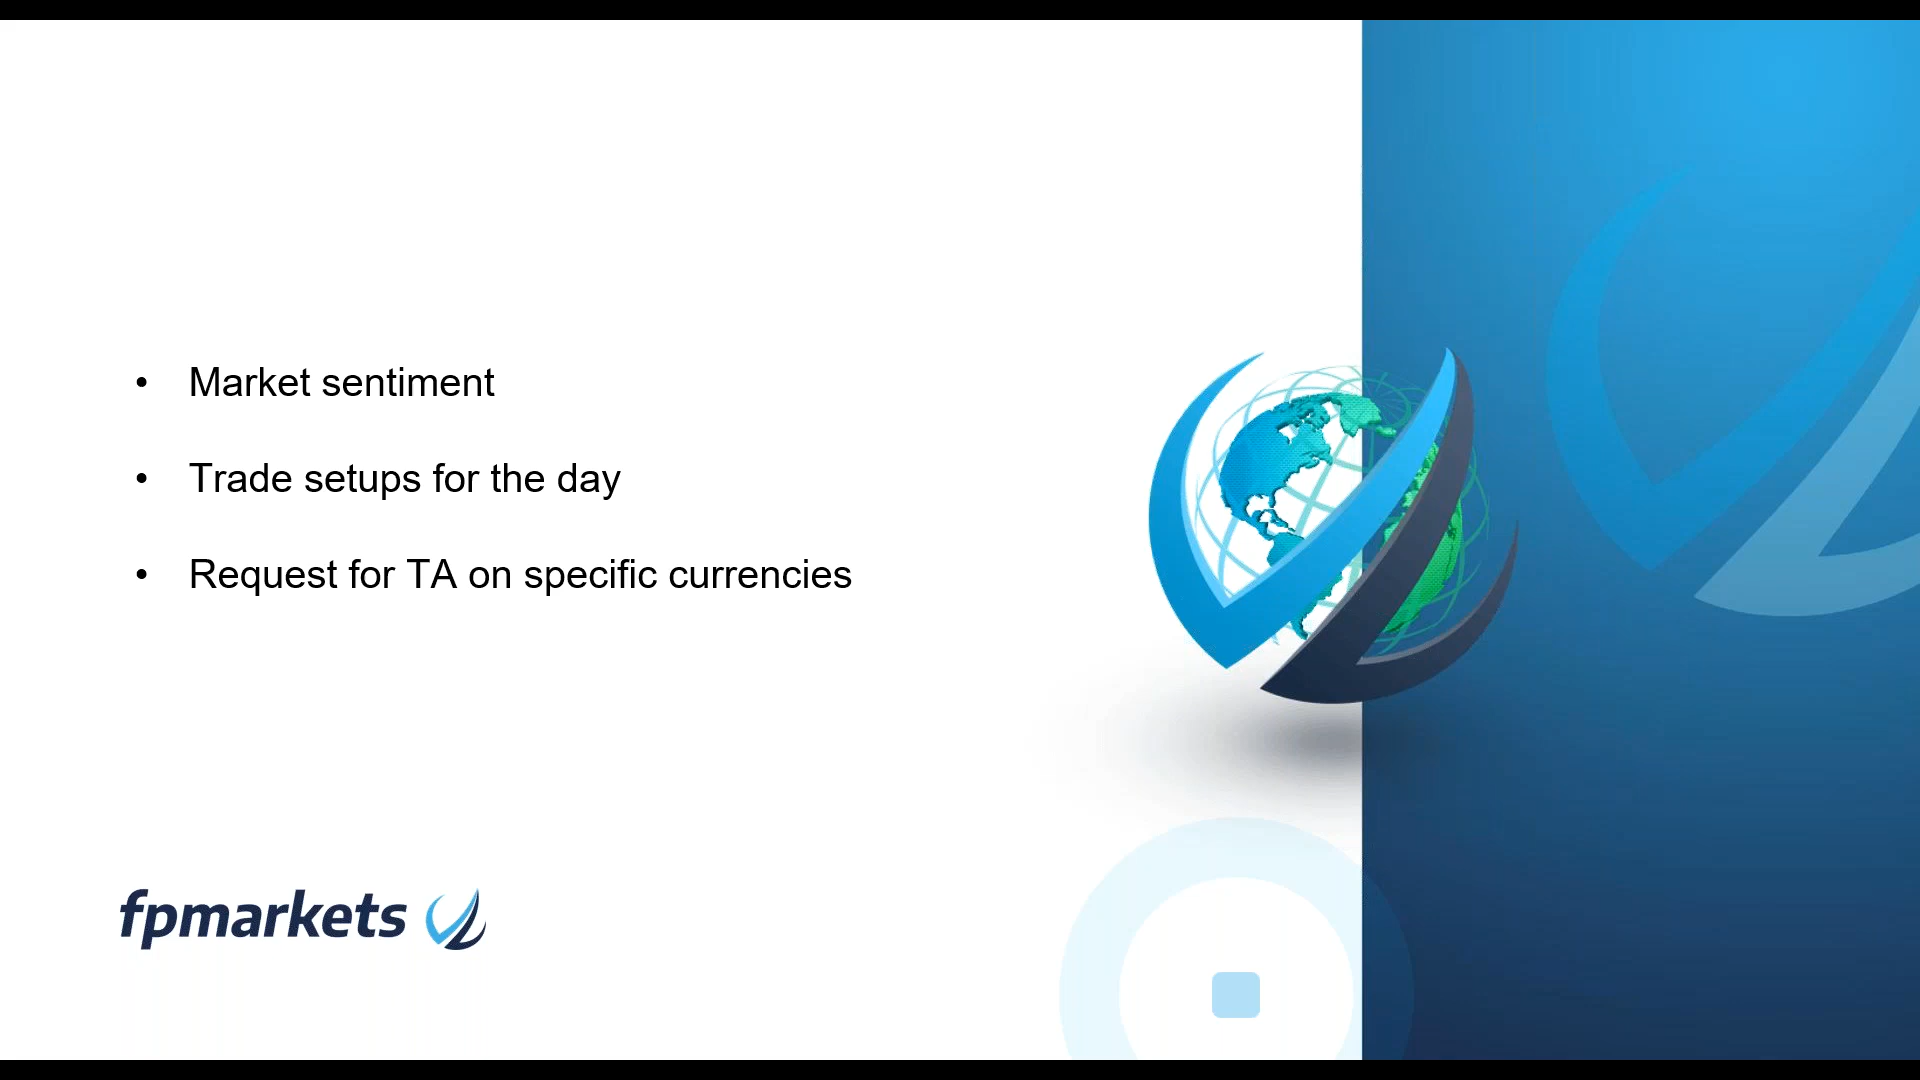 • Market sentiment
• Trade setups for the day
• Request for TA on specific currencies
fpmarkets